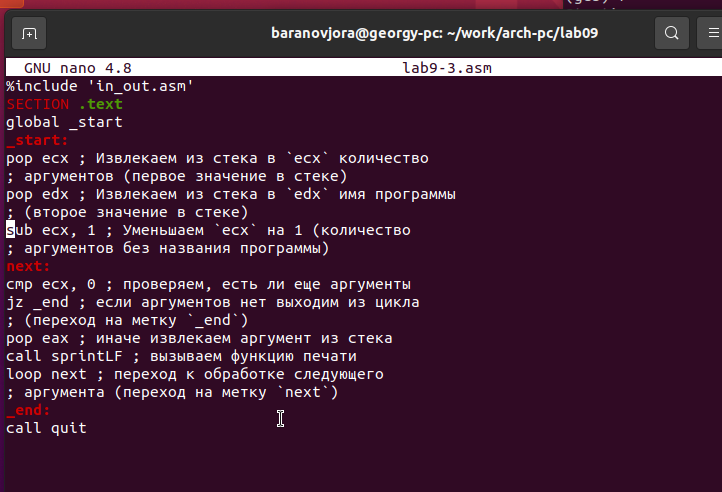 baranovjora@georgy-pc: ~/work/arch-pc/lab09
GNU nano 4.8 lab9-3.asm
%include 'in_out.asm'
SECTION .text
global _start
_start:
pop ecx ; Извлекаем из стека в `ecx` количество
; аргументов (первое значение в стеке)
pop edx ; Извлекаем из стека в `edx` имя программы
; (второе значение в стеке)
sub ecx, 1 ; Уменьшаем `ecx` на 1 (количество
; аргументов без названия программы)
next:
cmp ecx, 0 ; проверяем, есть ли еще аргументы
jz _end ; если аргументов нет выходим из цикла
; (переход на метку `_end`)
pop eax ; иначе извлекаем аргумент из стека
call sprintLF ; вызываем функцию печати
loop next ; переход к обработке следующего
; аргумента (переход на метку `next`)
_end:
call quit